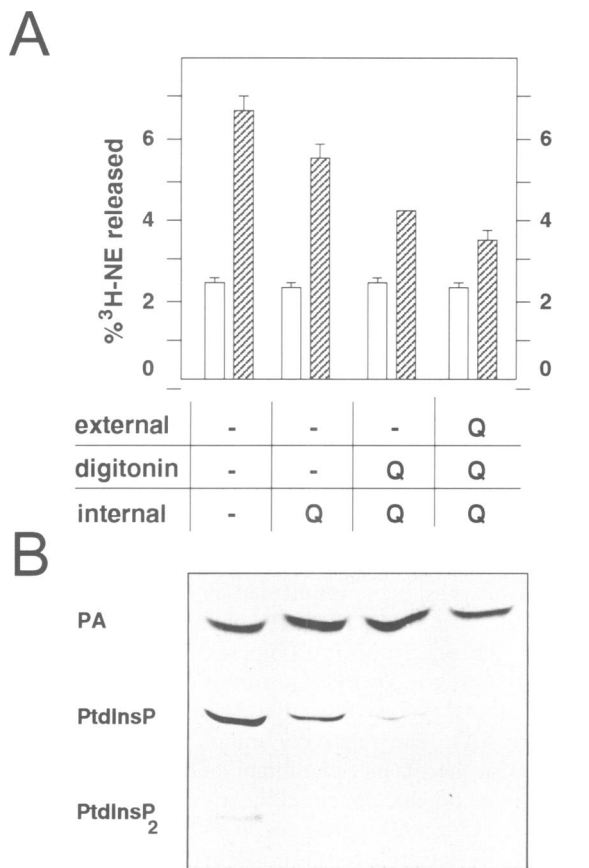 A
%³H-NE released
6 6
4 4
2 2
0 0
external - - - Q
digitonin - - Q Q
internal - Q Q Q
B
PA
PtdInsP
PtdInsP₂